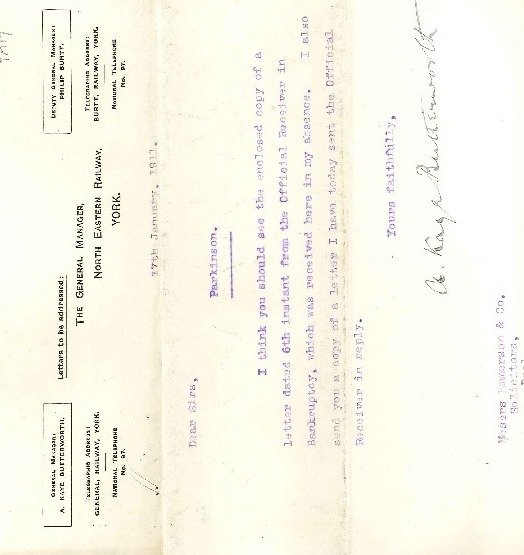 GENERAL MANAGER:
A. KAYE BUTTERWORTH.
TELEGRAPHIC ADDRESS:
GENERAL, RAILWAY, YORK.
NATIONAL TELEPHONE
No. 97.
Letters to be addressed:
THE GENERAL MANAGER,
NORTH EASTERN RAILWAY,
YORK.
DEPUTY GENERAL MANAGER:
PHILIP BURTT.
TELEGRAPHIC ADDRESS:
BURTT, RAILWAY, YORK.
NATIONAL TELEPHONE
No. 97.
17th January, 1911.
Dear Sirs,
Parkinson.
I think you should see the enclosed copy of a
letter dated 6th instant from the Official Receiver in
Bankruptcy, which was received here in my absence. I also
send you a copy of a letter I have today sent the Official
Receiver in reply.
Yours faithfully,
A. Kaye Butterworth
Messrs & Co,
Solicitors,